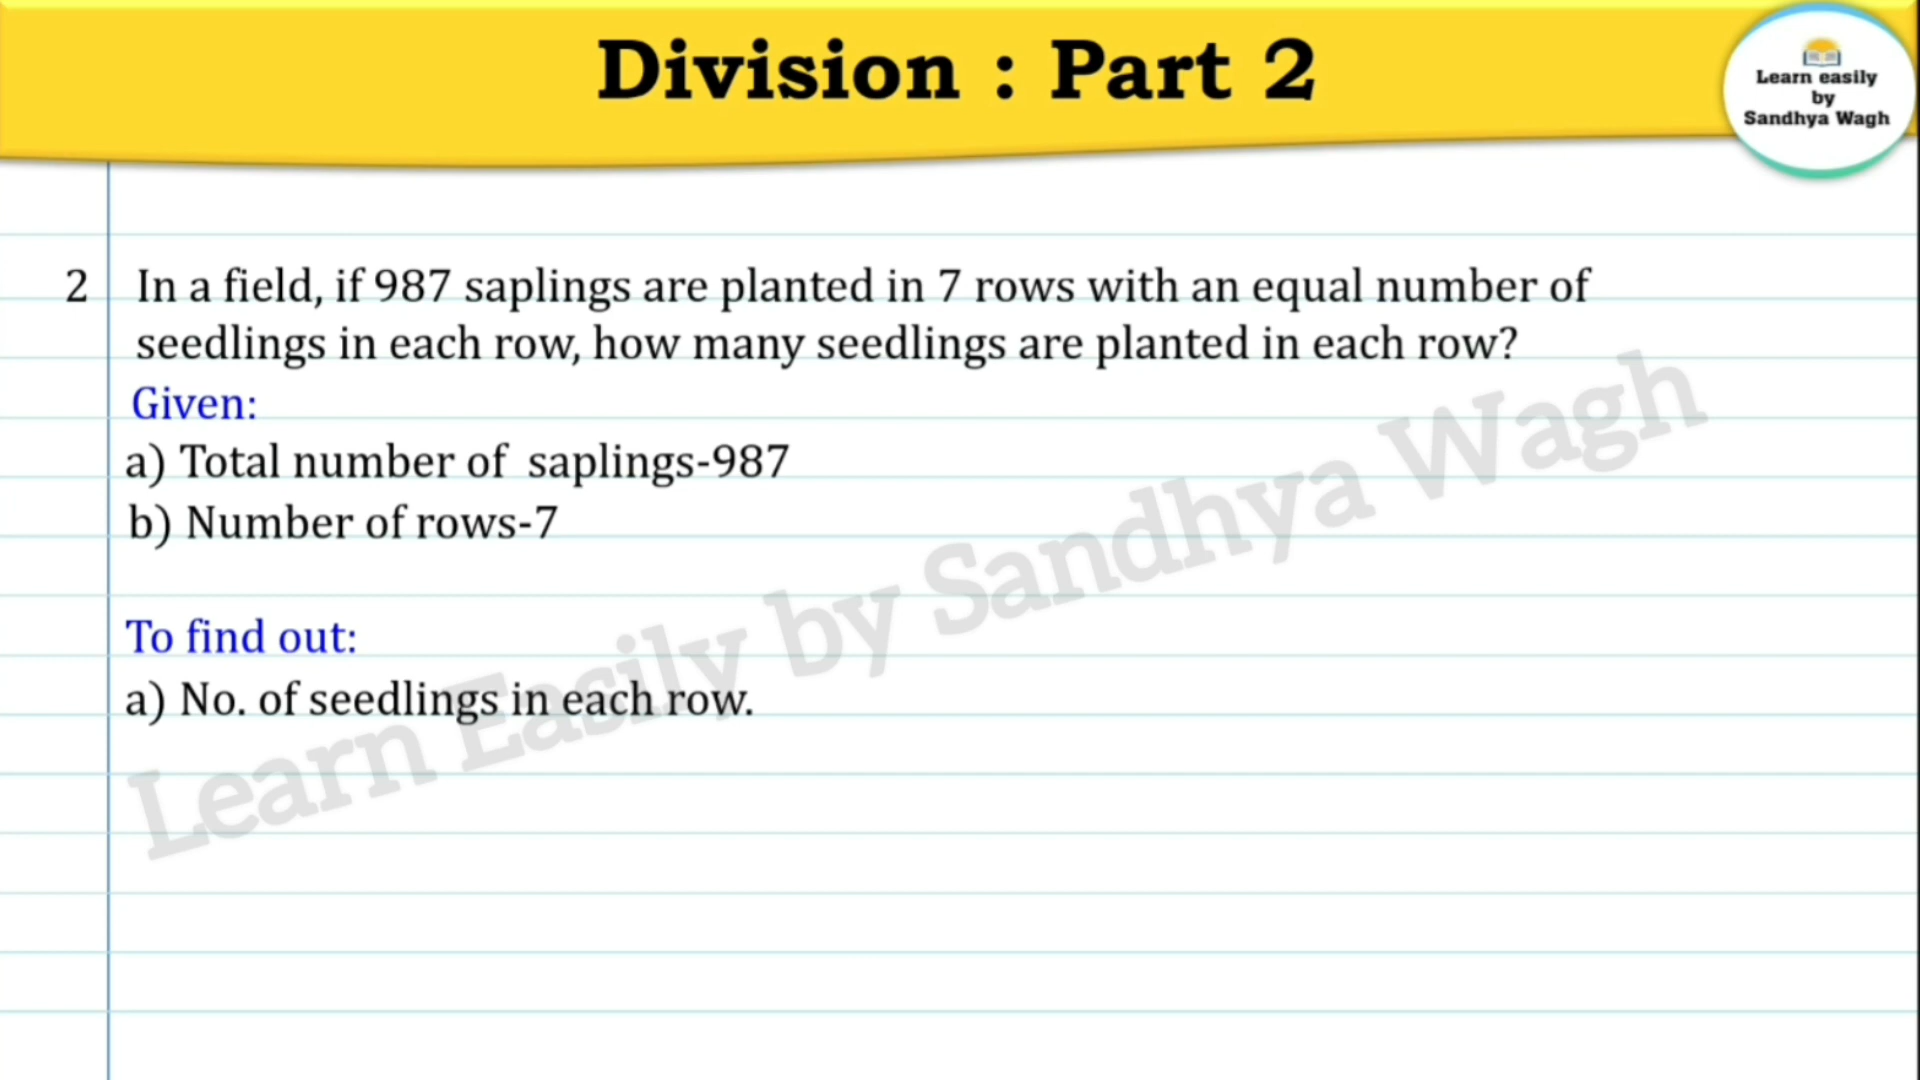 Division : Part 2
Learn easily
by
Sandhya Wagh
2 In a field, if 987 saplings are planted in 7 rows with an equal number of
seedlings in each row, how many seedlings are planted in each row?
Given:
a) Total number of saplings-987
b) Number of rows-7
To find out:
a) No. of seedlings in each row.
Learn Easily by Sandhya Wagh